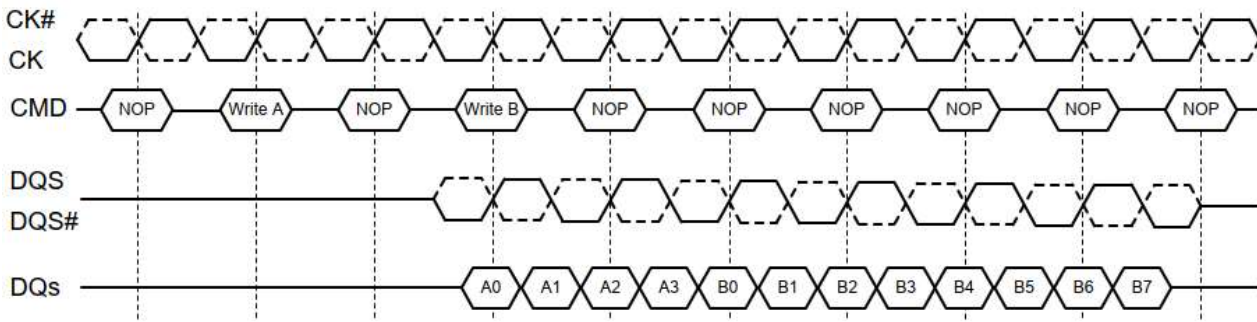 CK#
CK
CMD NOP Write A NOP Write B NOP NOP NOP NOP NOP NOP
DQS
DQS#
DQs A0 A1 A2 A3 B0 B1 B2 B3 B4 B5 B6 B7